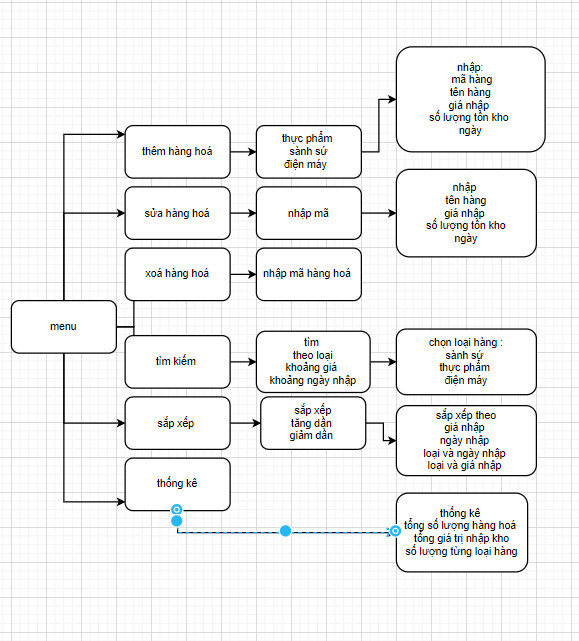 nhập:
mã hàng
tên hàng
giá nhập
số lượng tồn kho
ngày
thêm hàng hoá
thực phẩm
sành sứ
điện máy
sửa hàng hoá
nhập mã
nhập
tên hàng
giá nhập
số lượng tồn kho
ngày
xoá hàng hoá
nhập mã hàng hoá
menu
tìm kiếm
tìm
theo loại
khoảng giá
khoảng ngày nhập
chọn loại hàng :
sành sứ
thực phẩm
điện máy
sắp xếp
sắp xếp
tăng dần
giảm dần
sắp xếp theo
giá nhập
ngày nhập
loại và ngày nhập
loại và giá nhập
thống kê
thống kê
tổng số lượng hàng hoá
tổng giá trị nhập kho
số lượng từng loại hàng